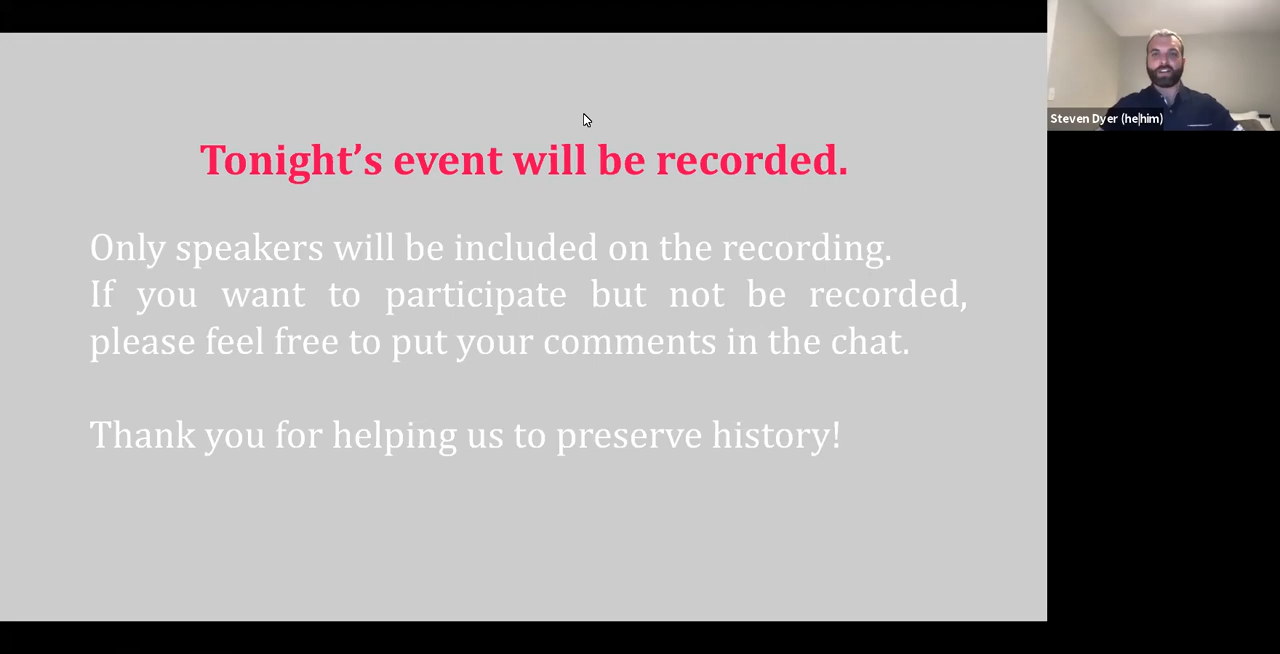 Tonight’s event will be recorded.
Only speakers will be included on the recording.
If you want to participate but not be recorded,
please feel free to put your comments in the chat.
Thank you for helping us to preserve history!
Steven Dyer (he|him)